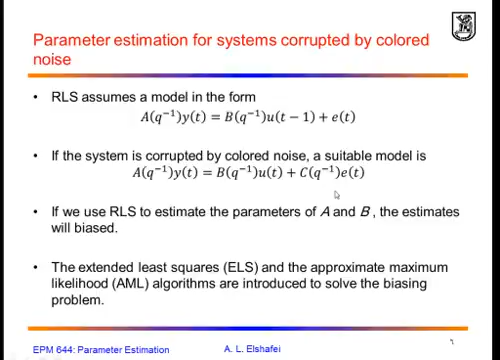 Parameter estimation for systems corrupted by colored
noise
• RLS assumes a model in the form
A(q⁻¹)y(t) = B(q⁻¹)u(t − 1) + e(t)
• If the system is corrupted by colored noise, a suitable model is
A(q⁻¹)y(t) = B(q⁻¹)u(t) + C(q⁻¹)e(t)
• If we use RLS to estimate the parameters of A and B , the estimates
will biased.
• The extended least squares (ELS) and the approximate maximum
likelihood (AML) algorithms are introduced to solve the biasing
problem.
EPM 644: Parameter Estimation
A. L. Elshafei
٦